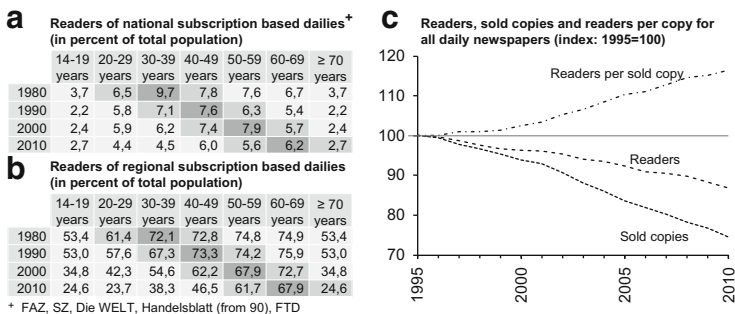 a Readers of national subscription based dailies+
(in percent of total population)
14-19 20-29 30-39 40-49 50-59 60-69 ≥ 70
years years years years years years years
1980 3,7 6,5 9,7 7,8 7,6 6,7 3,7
1990 2,2 5,8 7,1 7,6 6,3 5,4 2,2
2000 2,4 5,9 6,2 7,4 7,9 5,7 2,4
2010 2,7 4,4 4,5 6,0 5,6 6,2 2,7
b Readers of regional subscription based dailies
(in percent of total population)
14-19 20-29 30-39 40-49 50-59 60-69 ≥ 70
years years years years years years years
1980 53,4 61,4 72,1 72,8 74,8 74,9 53,4
1990 53,0 57,6 67,3 73,3 74,2 75,9 53,0
2000 34,8 42,3 54,6 62,2 67,9 72,7 34,8
2010 24,6 23,7 38,3 46,5 61,7 67,9 24,6
+ FAZ, SZ, Die WELT, Handelsblatt (from 90), FTD
c Readers, sold copies and readers per copy for
all daily newspapers (index: 1995=100)
120
110
100
90
80
70
Readers per sold copy
Readers
Sold copies
1995
2000
2005
2010